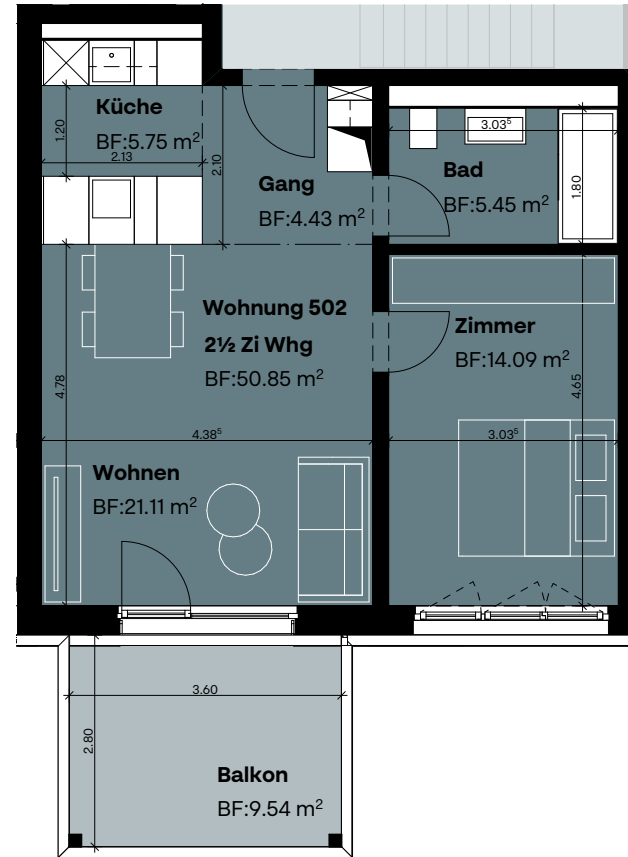 Küche
BF:5.75 m²
1.20
2.13
2.10
Gang
BF:4.43 m²
3.03⁵
Bad
BF:5.45 m²
1.80
Wohnung 502
2½ Zi Whg
BF:50.85 m²
Zimmer
BF:14.09 m²
4.78
4.65
4.38⁵
3.03⁵
Wohnen
BF:21.11 m²
3.60
2.80
Balkon
BF:9.54 m²